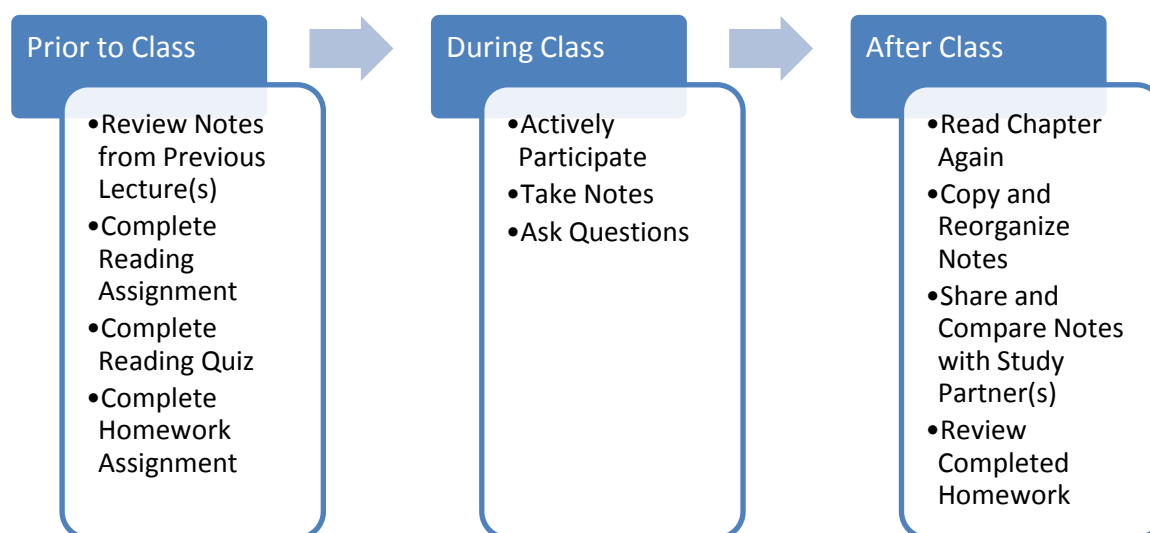 Prior to Class
•Review Notes
from Previous
Lecture(s)
•Complete
Reading
Assignment
•Complete
Reading Quiz
•Complete
Homework
Assignment
During Class
•Actively
Participate
•Take Notes
•Ask Questions
After Class
•Read Chapter
Again
•Copy and
Reorganize
Notes
•Share and
Compare Notes
with Study
Partner(s)
•Review
Completed
Homework